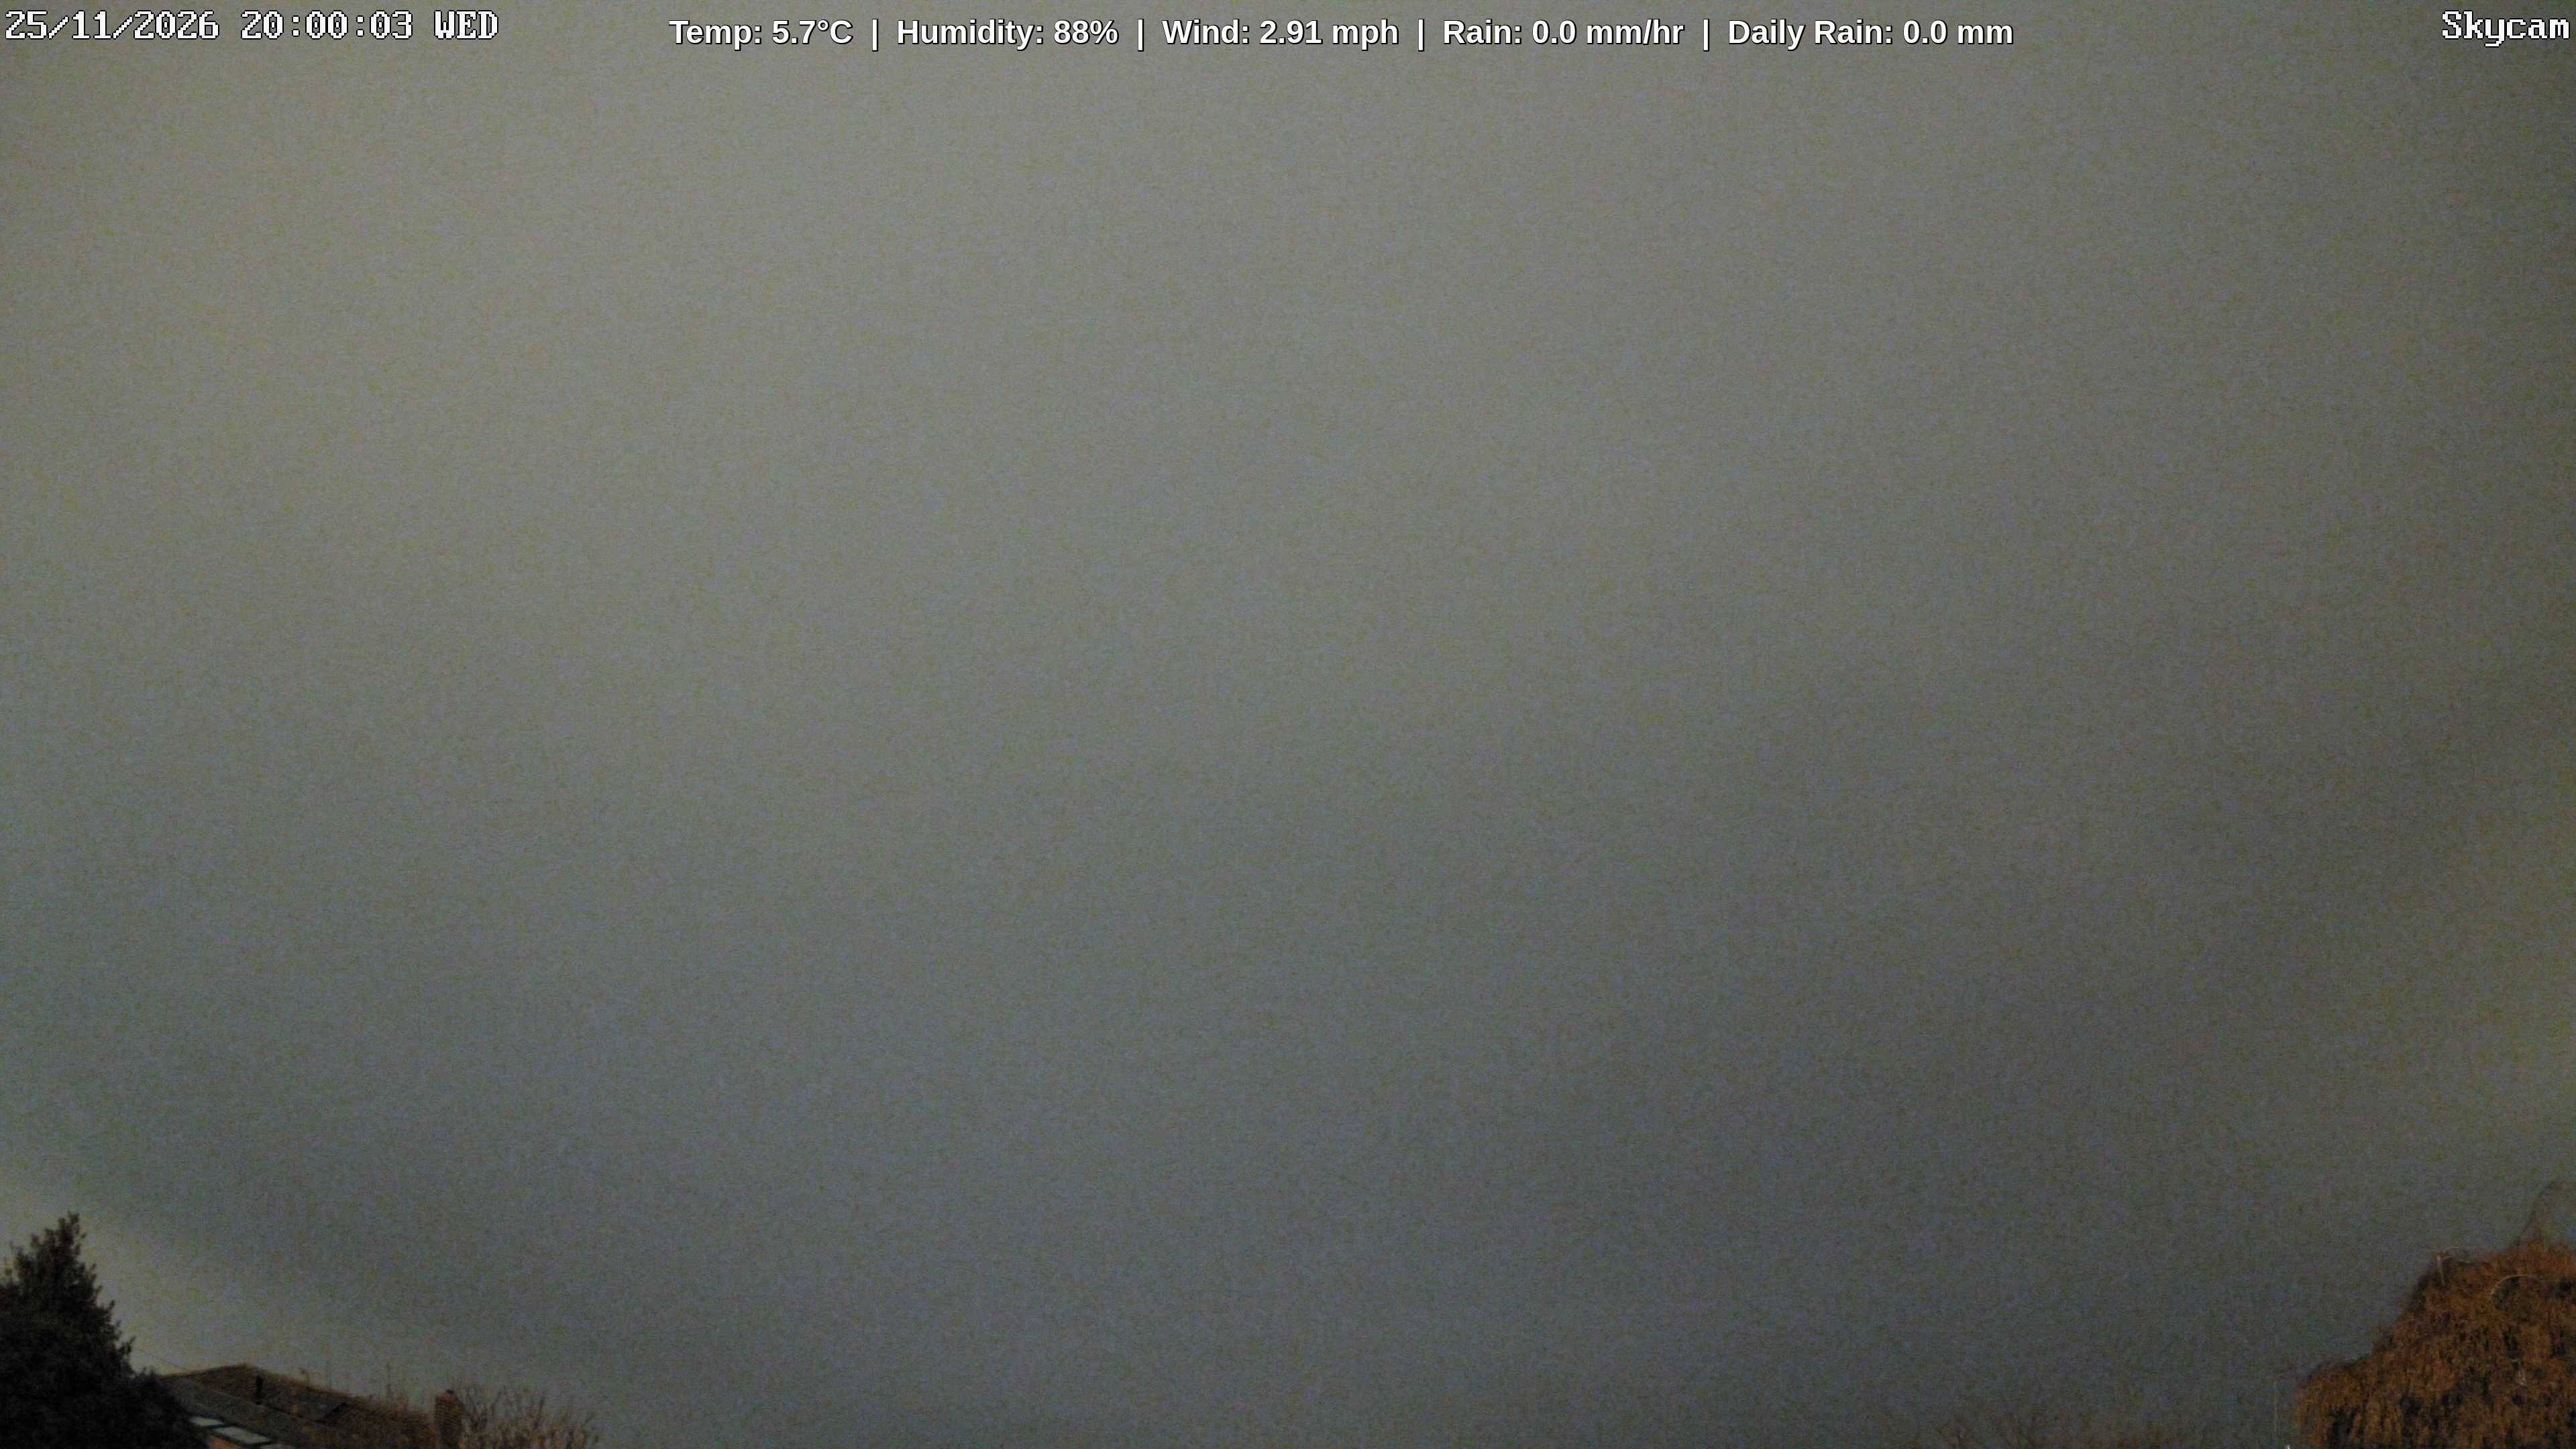 25/11/2026 20:00:03 WED
Temp: 5.7°C | Humidity: 88% | Wind: 2.91 mph | Rain: 0.0 mm/hr | Daily Rain: 0.0 mm
Skycam